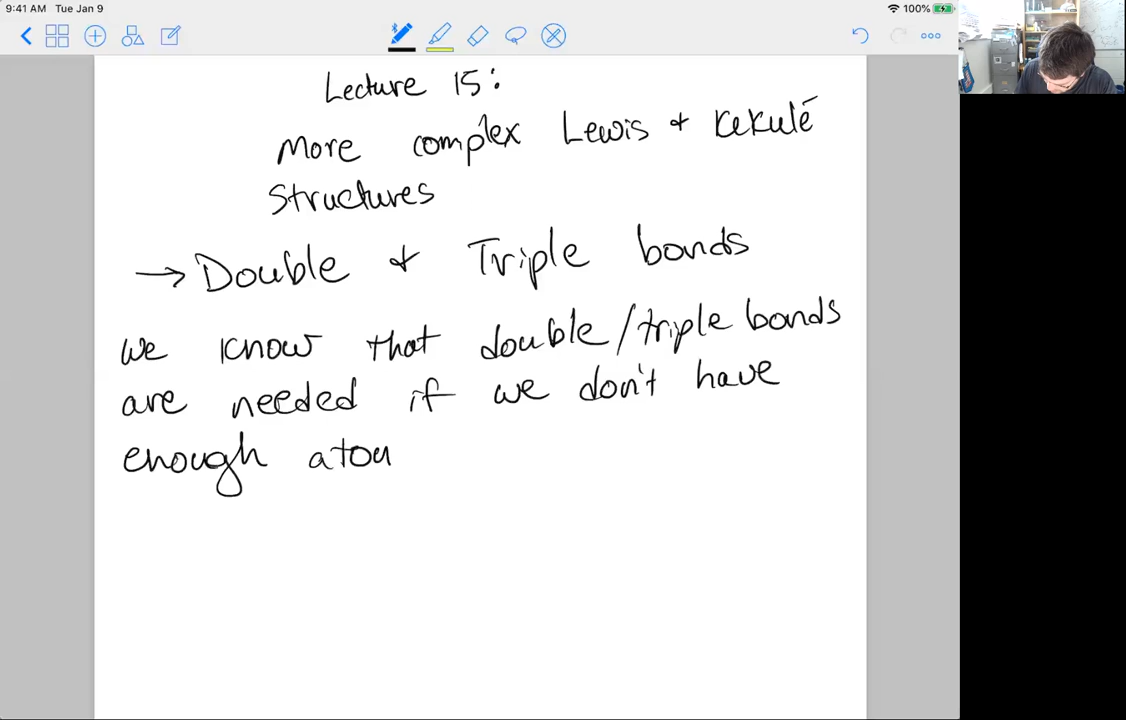 9:41 AM Tue Jan 9
100%
Lecture 15:
More complex Lewis + Kekulé
Structures
→ Double + Triple bonds
We know that double/triple bonds
are needed if we don't have
enough atom